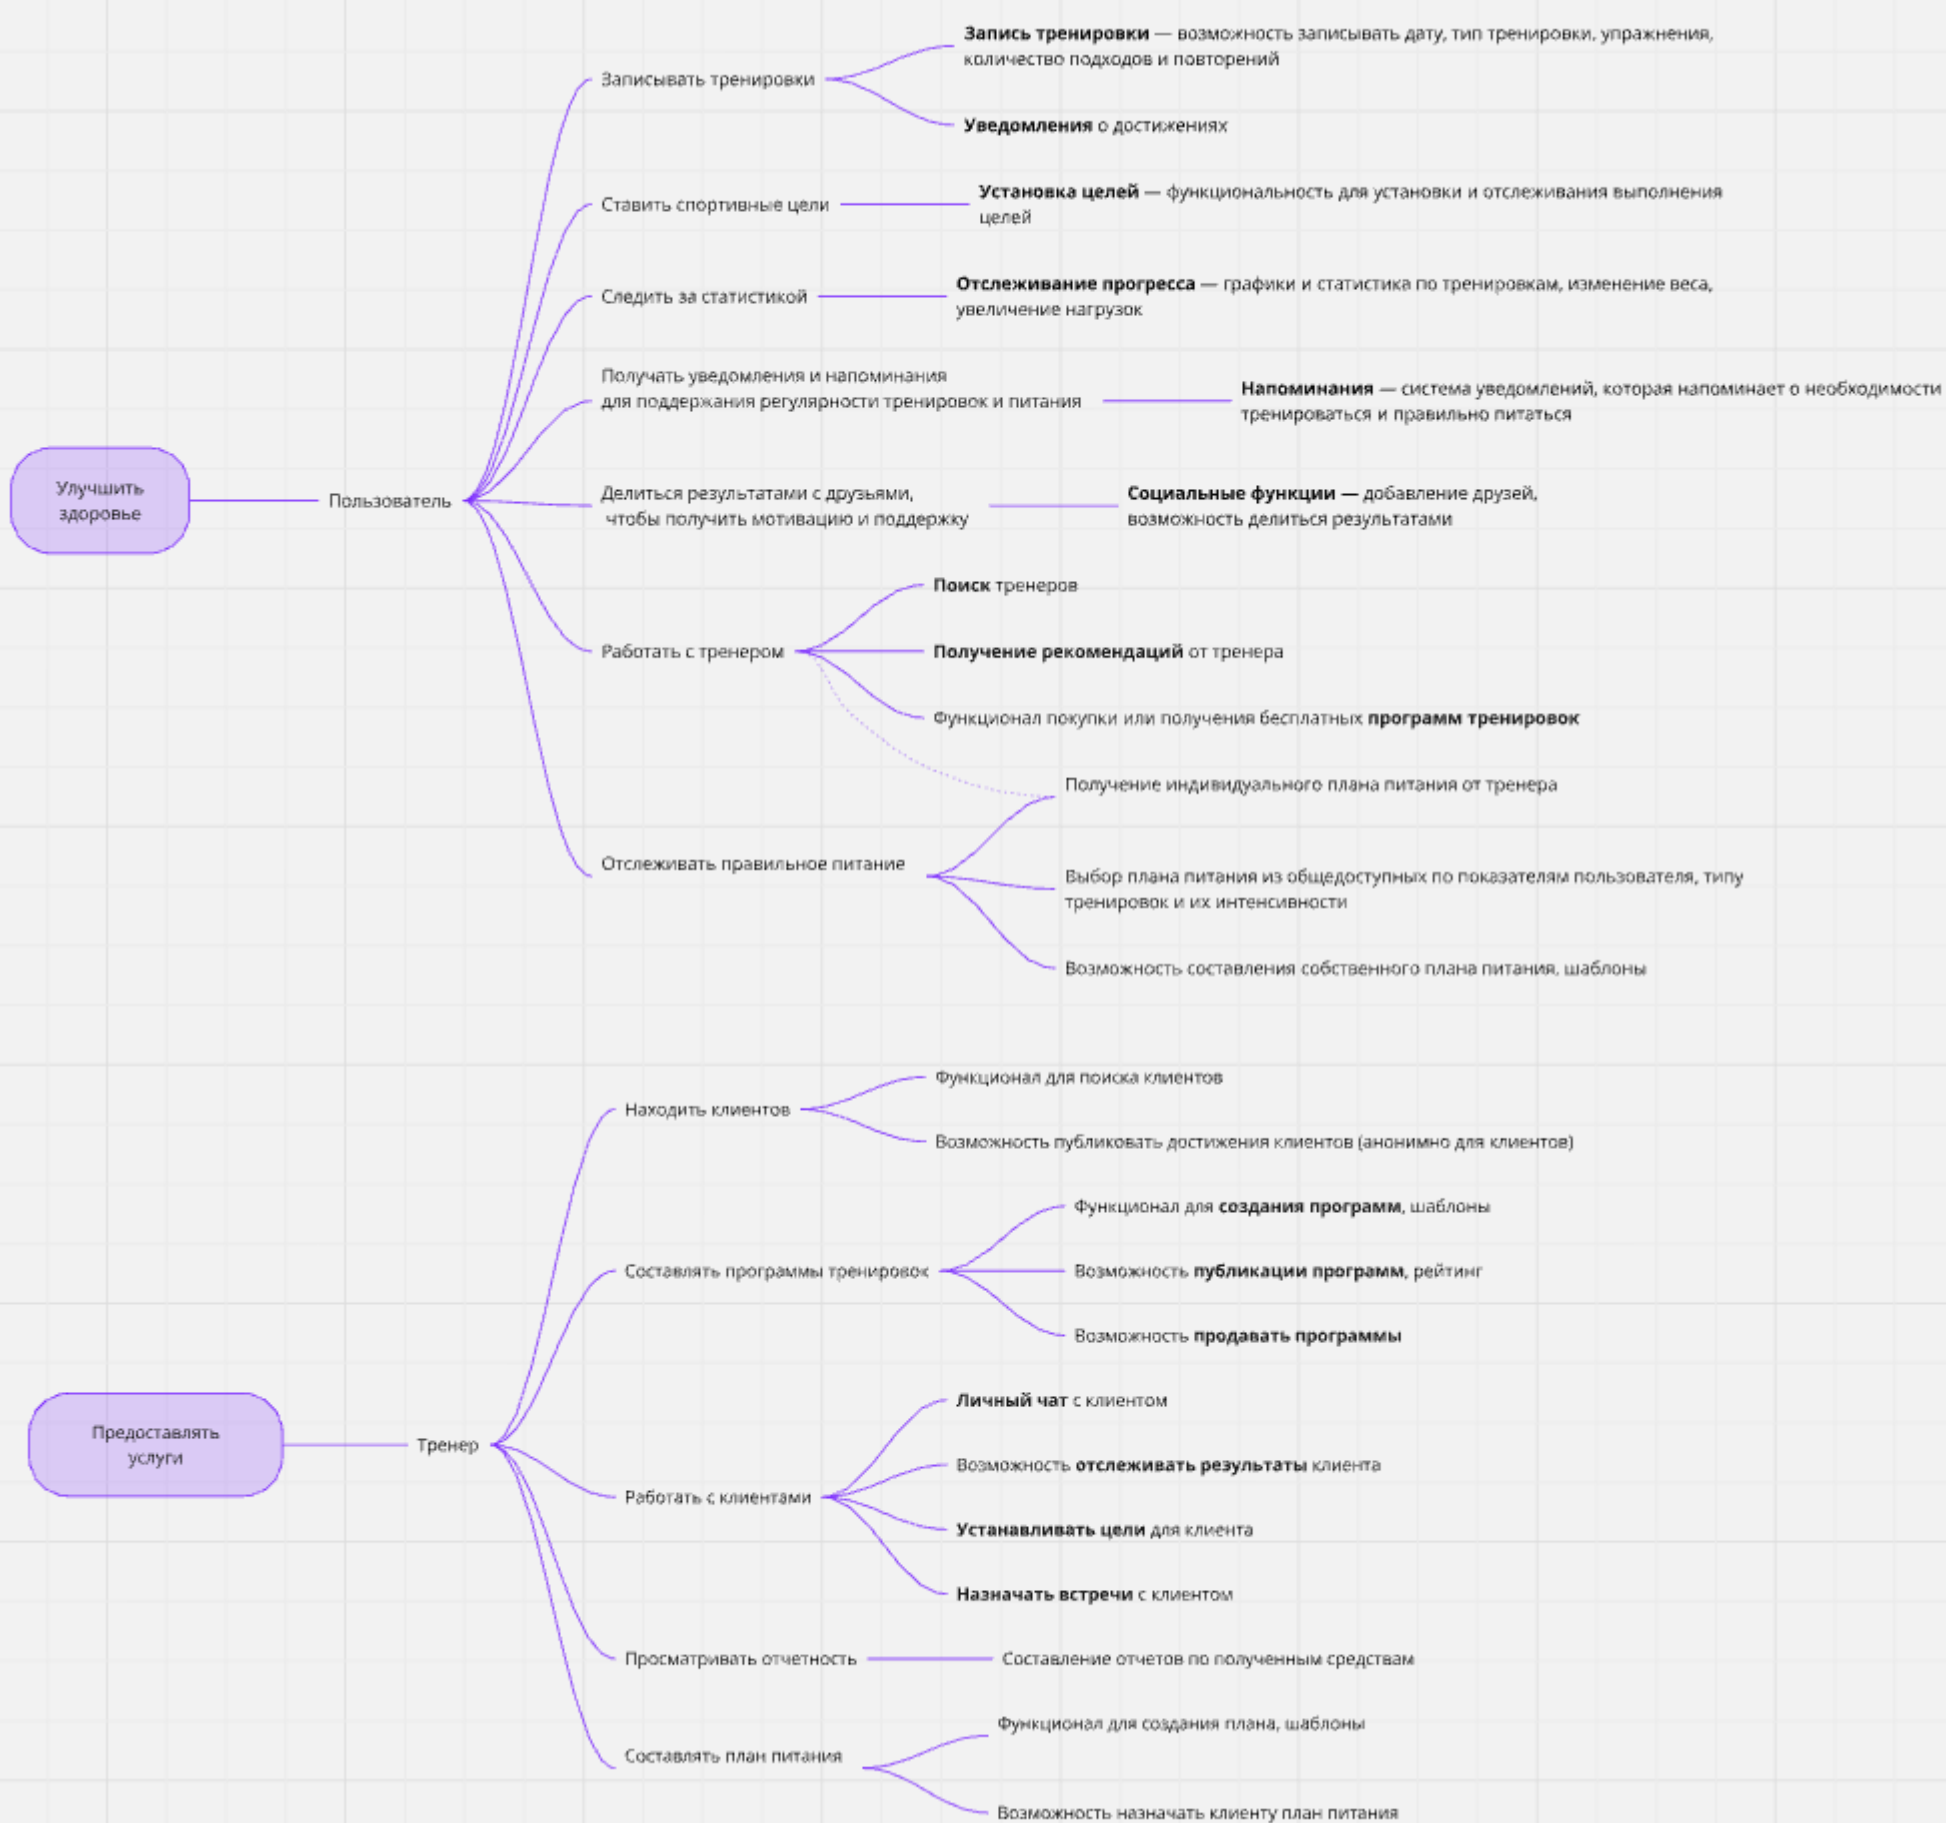 Улучшить
здоровье
Пользователь
Записывать тренировки
Запись тренировки — возможность записывать дату, тип тренировки, упражнения,
количество подходов и повторений
Уведомления о достижениях
Ставить спортивные цели
Установка целей — функциональность для установки и отслеживания выполнения
целей
Следить за статистикой
Отслеживание прогресса — графики и статистика по тренировкам, изменение веса,
увеличение нагрузок
Получать уведомления и напоминания
для поддержания регулярности тренировок и питания
Напоминания — система уведомлений, которая напоминает о необходимости
тренироваться и правильно питаться
Делиться результатами с друзьями,
чтобы получить мотивацию и поддержку
Социальные функции — добавление друзей,
возможность делиться результатами
Работать с тренером
Поиск тренеров
Получение рекомендаций от тренера
Функционал покупки или получения бесплатных программ тренировок
Отслеживать правильное питание
Получение индивидуального плана питания от тренера
Выбор плана питания из общедоступных по показателям пользователя, типу
тренировок и их интенсивности
Возможность составления собственного плана питания, шаблоны
Предоставлять
услуги
Тренер
Находить клиентов
Функционал для поиска клиентов
Возможность публиковать достижения клиентов (анонимно для клиентов)
Составлять программы тренировок
Функционал для создания программ, шаблоны
Возможность публикации программ, рейтинг
Возможность продавать программы
Работать с клиентами
Личный чат с клиентом
Возможность отслеживать результаты клиента
Устанавливать цели для клиента
Назначать встречи с клиентом
Просматривать отчетность
Составление отчетов по полученным средствам
Составлять план питания
Функционал для создания плана, шаблоны
Возможность назначать клиенту план питания